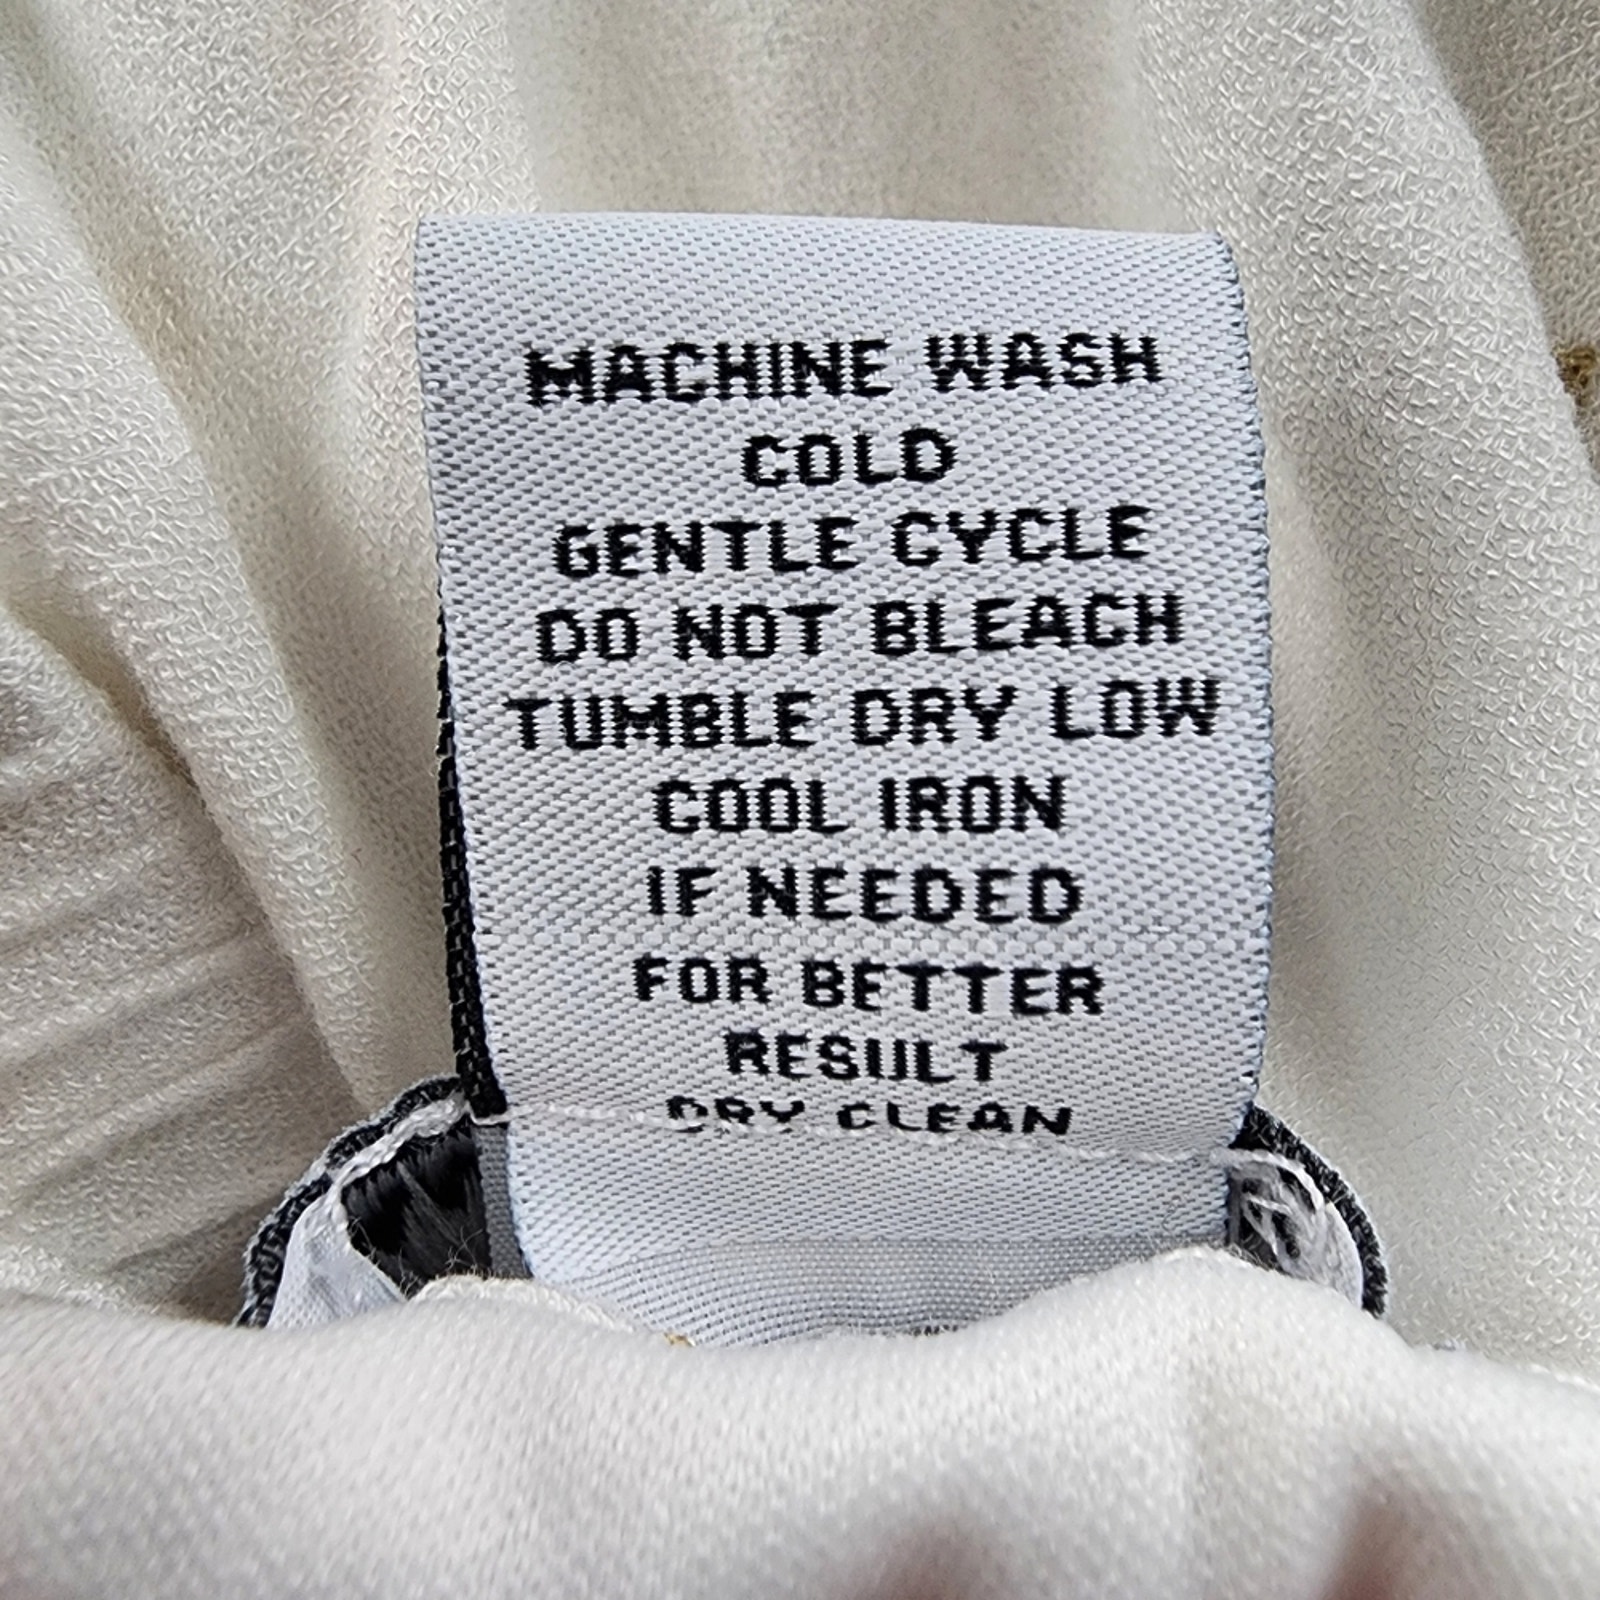 MACHINE WASH
COLD
GENTLE CYCLE
DO NOT BLEACH
TUMBLE DRY LOW
COOL IRON
IF NEEDED
FOR BETTER
RESULT
DRY CLEAN